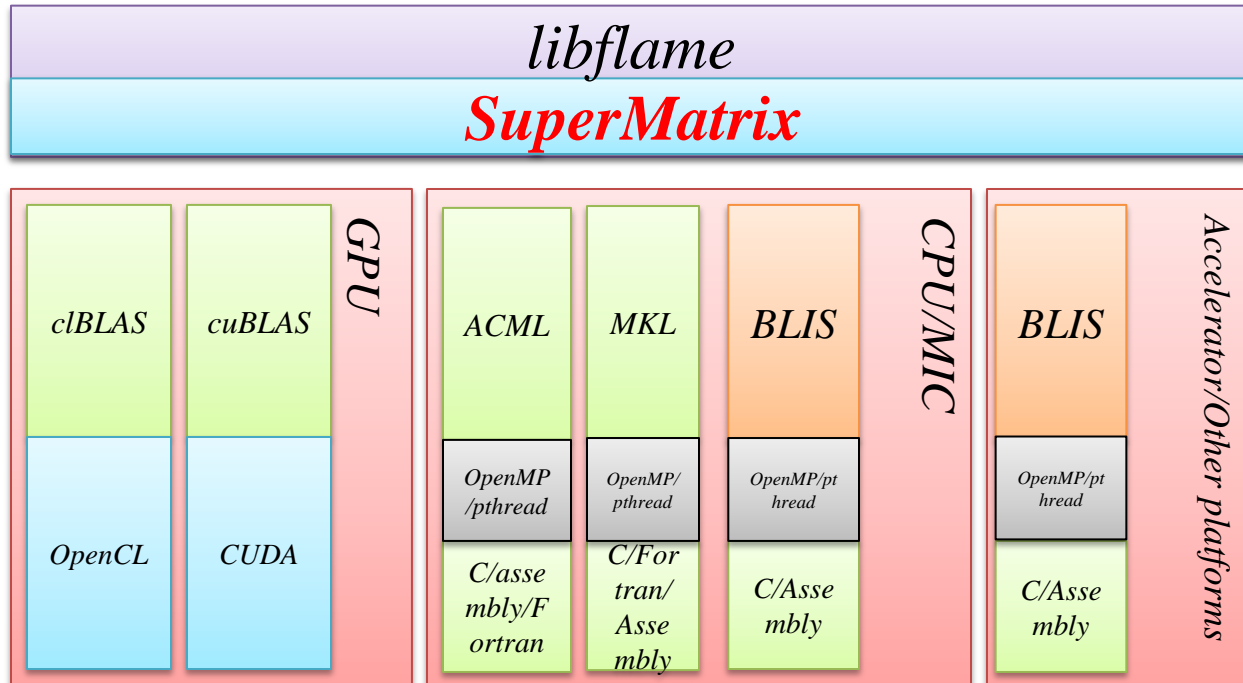 libflame
SuperMatrix
clBLAS
OpenCL
cuBLAS
CUDA
GPU
ACML
OpenMP
/pthread
C/asse
mbly/F
ortran
MKL
OpenMP/
pthread
C/For
tran/
Asse
mbly
BLIS
OpenMP/pt
hread
C/Asse
mbly
CPU/MIC
BLIS
OpenMP/pt
hread
C/Asse
mbly
Accelerator/Other platforms